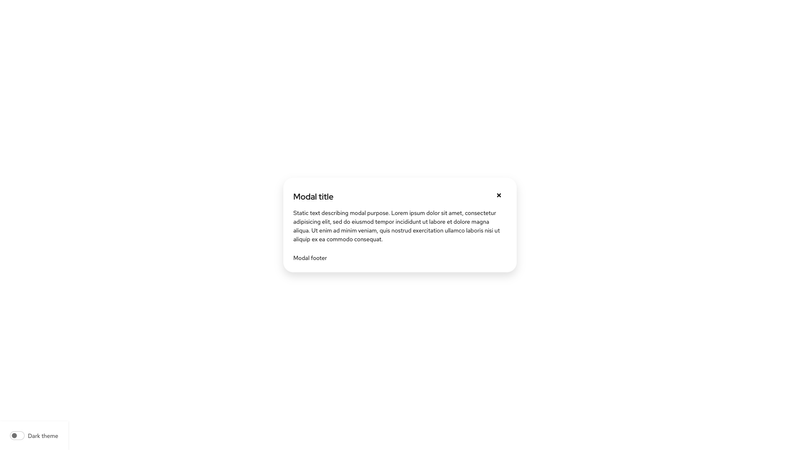 Modal title
Static text describing modal purpose. Lorem ipsum dolor sit amet, consectetur
adipisicing elit, sed do eiusmod tempor incididunt ut labore et dolore magna
aliqua. Ut enim ad minim veniam, quis nostrud exercitation ullamco laboris nisi ut
aliquip ex ea commodo consequat.
Modal footer
Dark theme